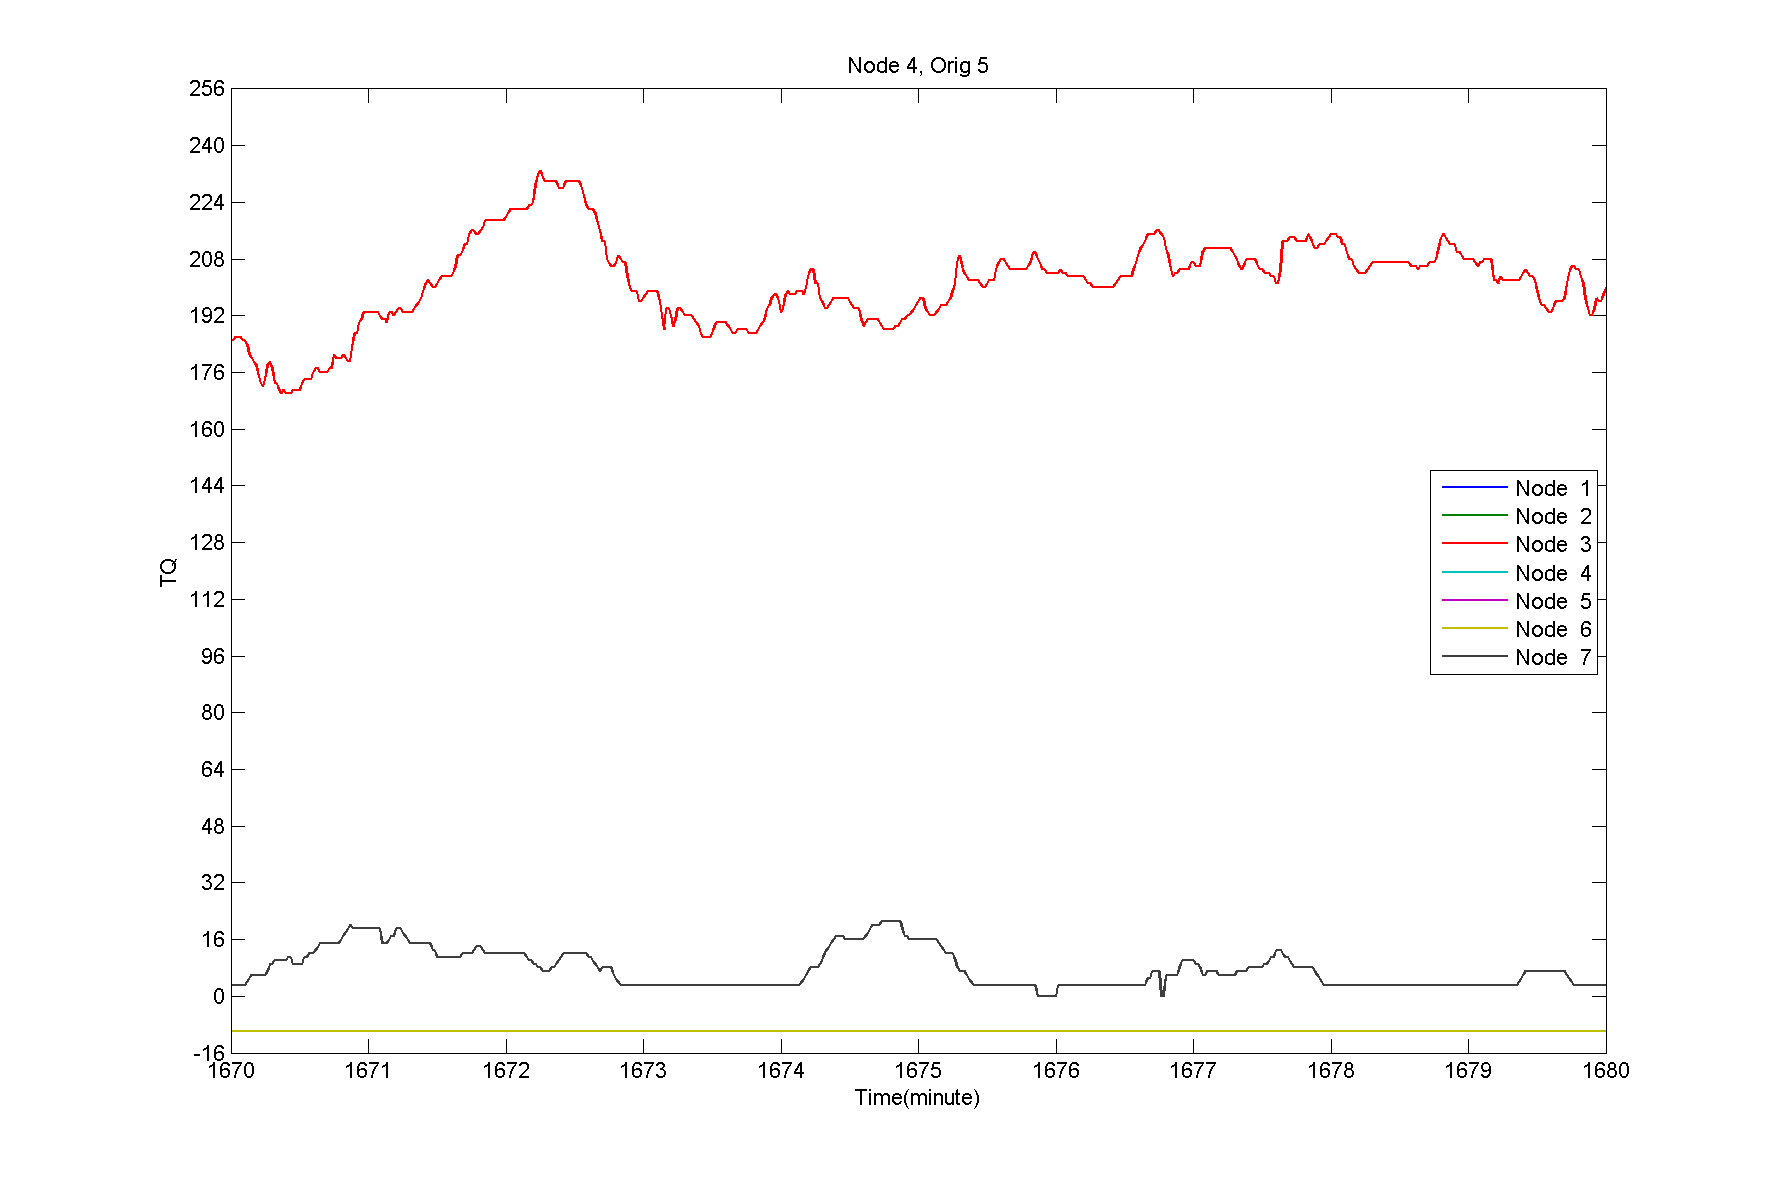 Node 4, Orig 5
256
240
224
208
192
176
160
144
128
112
96
80
64
48
32
16
0
-16
TQ
Node 1
Node 2
Node 3
Node 4
Node 5
Node 6
Node 7
1670 1671 1672 1673 1674 1675 1676 1677 1678 1679 1680
Time(minute)